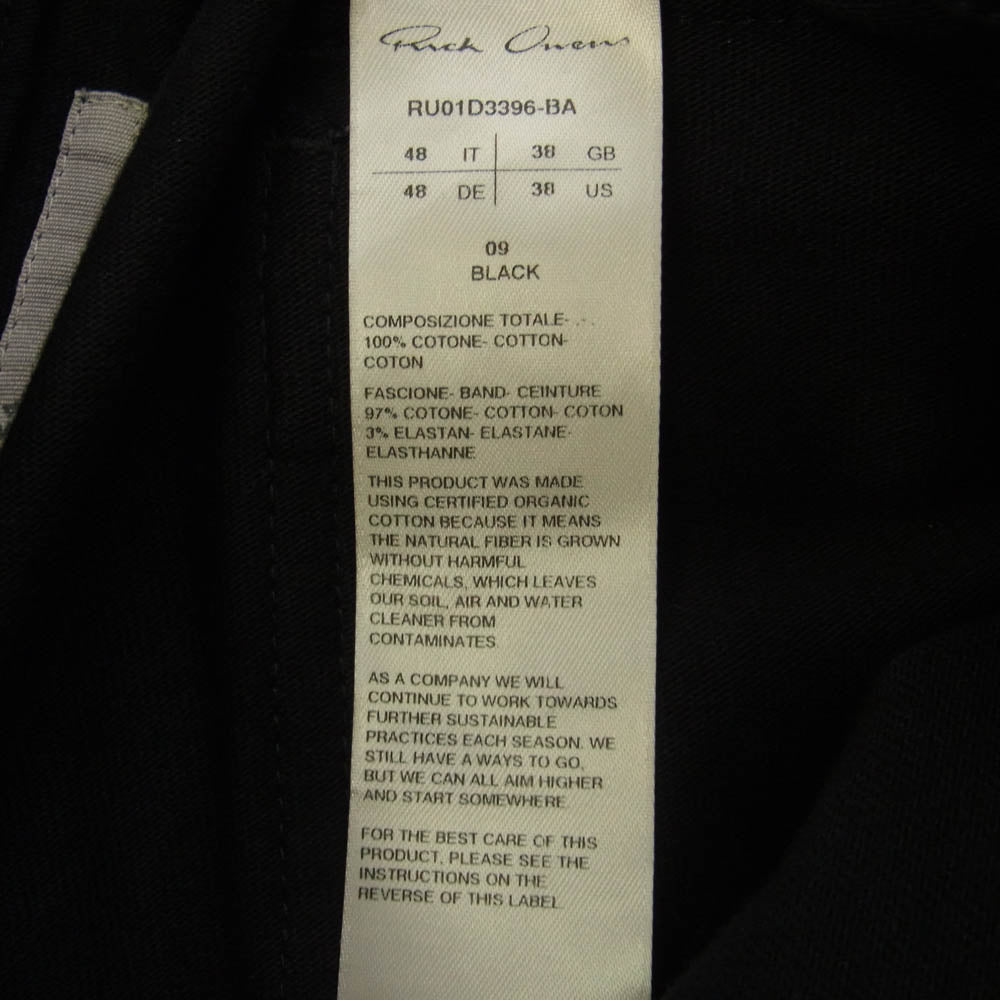 Rick Owens
RU01D3396-BA
48 IT 38 GB
48 DE 38 US
09
BLACK
COMPOSIZIONE TOTALE-
100% COTONE- COTTON-
COTON
FASCIONE- BAND- CEINTURE
97% COTONE- COTTON- COTON
3% ELASTAN- ELASTANE-
ELASTHANNE
THIS PRODUCT WAS MADE
USING CERTIFIED ORGANIC
COTTON BECAUSE IT MEANS
THE NATURAL FIBER IS GROWN
WITHOUT HARMFUL
CHEMICALS, WHICH LEAVES
OUR SOIL, AIR AND WATER
CLEANER FROM
CONTAMINATES
AS A COMPANY WE WILL
CONTINUE TO WORK TOWARDS
FURTHER SUSTAINABLE
PRACTICES EACH SEASON. WE
STILL HAVE A WAYS TO GO,
BUT WE CAN ALL AIM HIGHER
AND START SOMEWHERE
FOR THE BEST CARE OF THIS
PRODUCT, PLEASE SEE THE
INSTRUCTIONS ON THE
REVERSE OF THIS LABEL